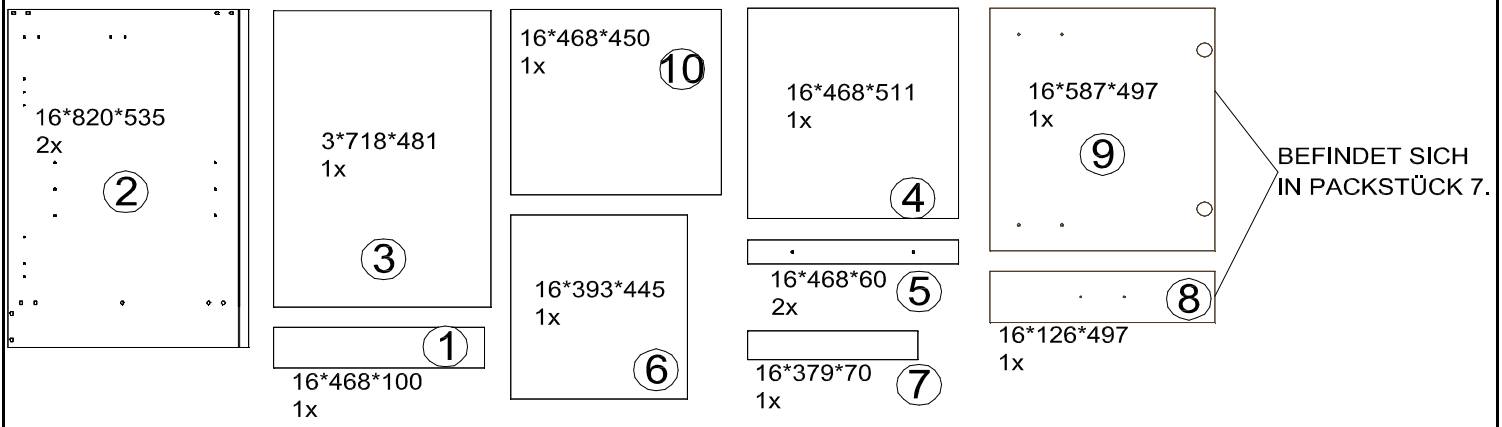 16*820*535
2x
2
3*718*481
1x
3
16*468*100
1x
1
16*468*450
1x
10
16*393*445
1x
6
16*468*511
1x
4
16*468*60
2x
5
16*379*70
1x
7
16*587*497
1x
9
16*126*497
1x
8
BEFINDET SICH
IN PACKSTÜCK 7.